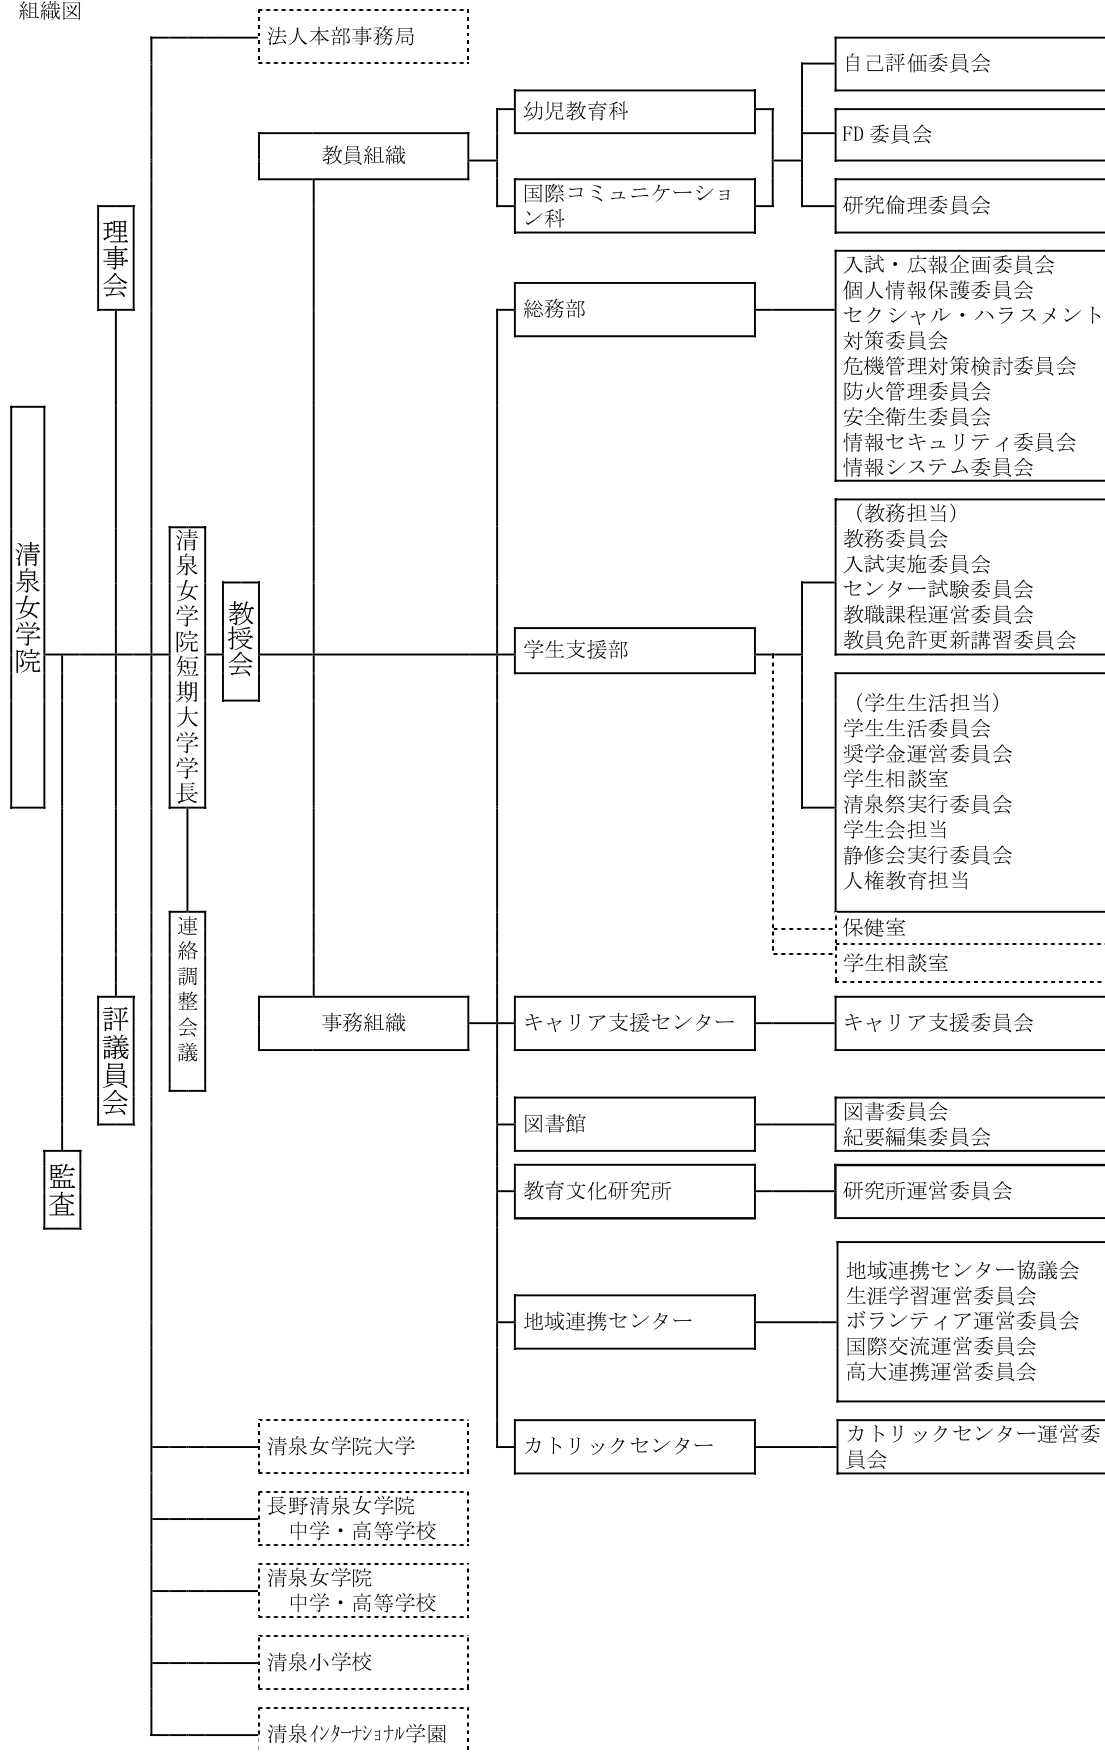 組織図
法人本部事務局
自己評価委員会
幼児教育科
FD委員会
教員組織
国際コミュニケーショ
ン科
研究倫理委員会
理事会
入試・広報企画委員会
個人情報保護委員会
セクシャル・ハラスメント
対策委員会
危機管理対策検討委員会
防火管理委員会
安全衛生委員会
情報セキュリティ委員会
情報システム委員会
総務部
清泉女学院
清泉女学院短期大学学長
教授会
学生支援部
（教務担当）
教務委員会
入試実施委員会
センター試験委員会
教職課程運営委員会
教員免許更新講習委員会
（学生生活担当）
学生生活委員会
奨学金運営委員会
学生相談室
清泉祭実行委員会
学生会担当
静修会実行委員会
人権教育担当
保健室
学生相談室
連絡調整会議
評議員会
監査
事務組織
キャリア支援センター
キャリア支援委員会
図書館
図書委員会
紀要編集委員会
教育文化研究所
研究所運営委員会
地域連携センター
地域連携センター協議会
生涯学習運営委員会
ボランティア運営委員会
国際交流運営委員会
高大連携運営委員会
カトリックセンター
カトリックセンター運営委
員会
清泉女学院大学
長野清泉女学院
中学・高等学校
清泉女学院
中学・高等学校
清泉小学校
清泉ｲﾝﾀｰﾅｼｮﾅﾙ学園